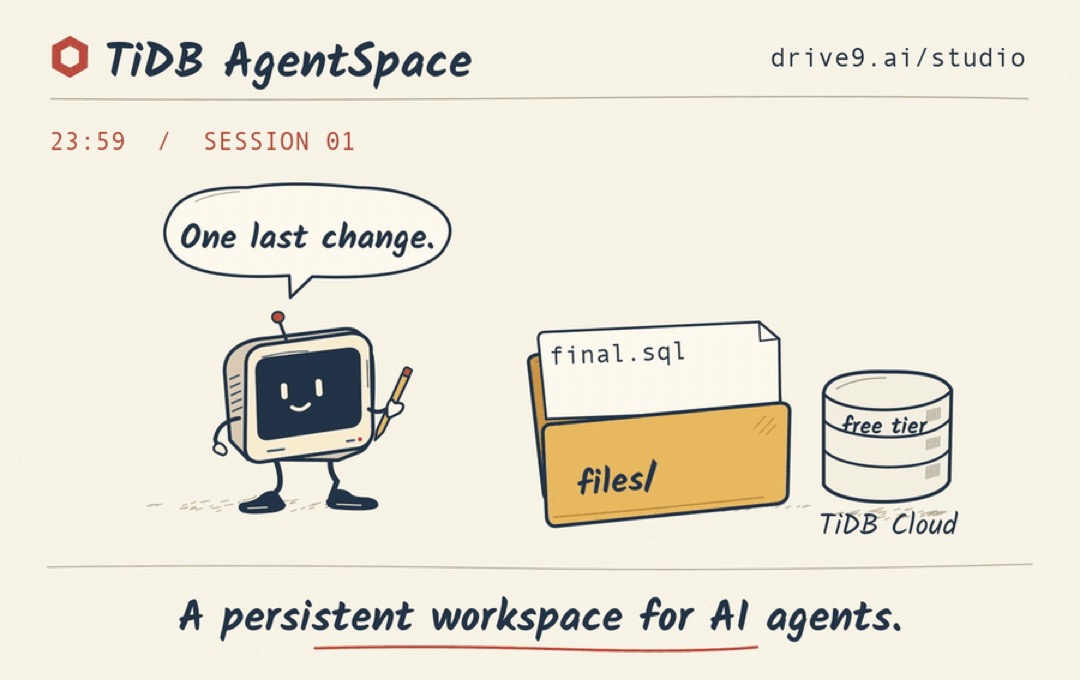 TiDB AgentSpace
drive9.ai/studio
23:59 / SESSION 01
One last change.
final.sql
files/
free tier
TiDB Cloud
A persistent workspace for AI agents.